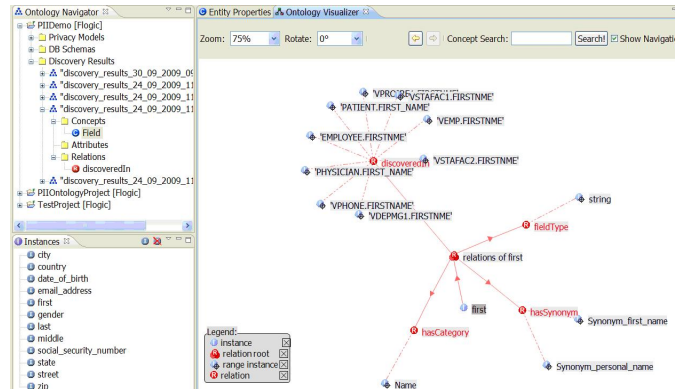 Ontology Navigator
PIIDemo [Flogic]
Privacy Models
DB Schemas
Discovery Results
"discovery_results_30_09_2009_09
"discovery_results_24_09_2009_11
"discovery_results_24_09_2009_11
"discovery_results_24_09_2009_11
Concepts
Field
Attributes
Relations
discoveredIn
"discovery_results_24_09_2009_11
PIIOntologyProject [Flogic]
TestProject [Flogic]
Instances
city
country
date_of_birth
email_address
first
gender
last
middle
social_security_number
state
street
zip
Entity Properties
Ontology Visualizer
Zoom: 75% Rotate: 0° Concept Search: Search! Show Navigati
'VSTAFAC1.FIRSTNME'
'PATIENT.FIRST_NAME'
'VEMP.FIRSTNME'
'EMPLOYEE.FIRSTNME'
discoveredIn
'VSTAFAC2.FIRSTNME'
'PHYSICIAN.FIRST_NAME'
'VPHONE.FIRSTNAME'
'VDEPMG1.FIRSTNME'
string
fieldType
relations of first
first
hasSynonym
Synonym_first_name
hasCategory
Synonym_personal_name
Name
Legend:
instance
relation root
range instance
relation